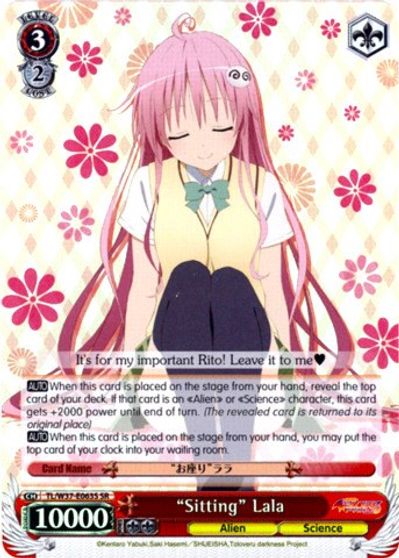 LEVEL
3
2
COST
It's for my important Rito! Leave it to me♥
AUTO When this card is placed on the stage from your hand, reveal the top
card of your deck. If that card is an «Alien» or «Science» character, this card
gets +2000 power until end of turn. (The revealed card is returned to its
original place)
AUTO When this card is placed on the stage from your hand, you may put the
top card of your clock into your waiting room.
Card Name
"お座り"ララ
CH TL/W37-E063S SR
POWER
10000
"Sitting" Lala
Alien
Science
©Kentaro Yabuki,Saki Hasemi／SHUEISHA,Toloveru darkness Project